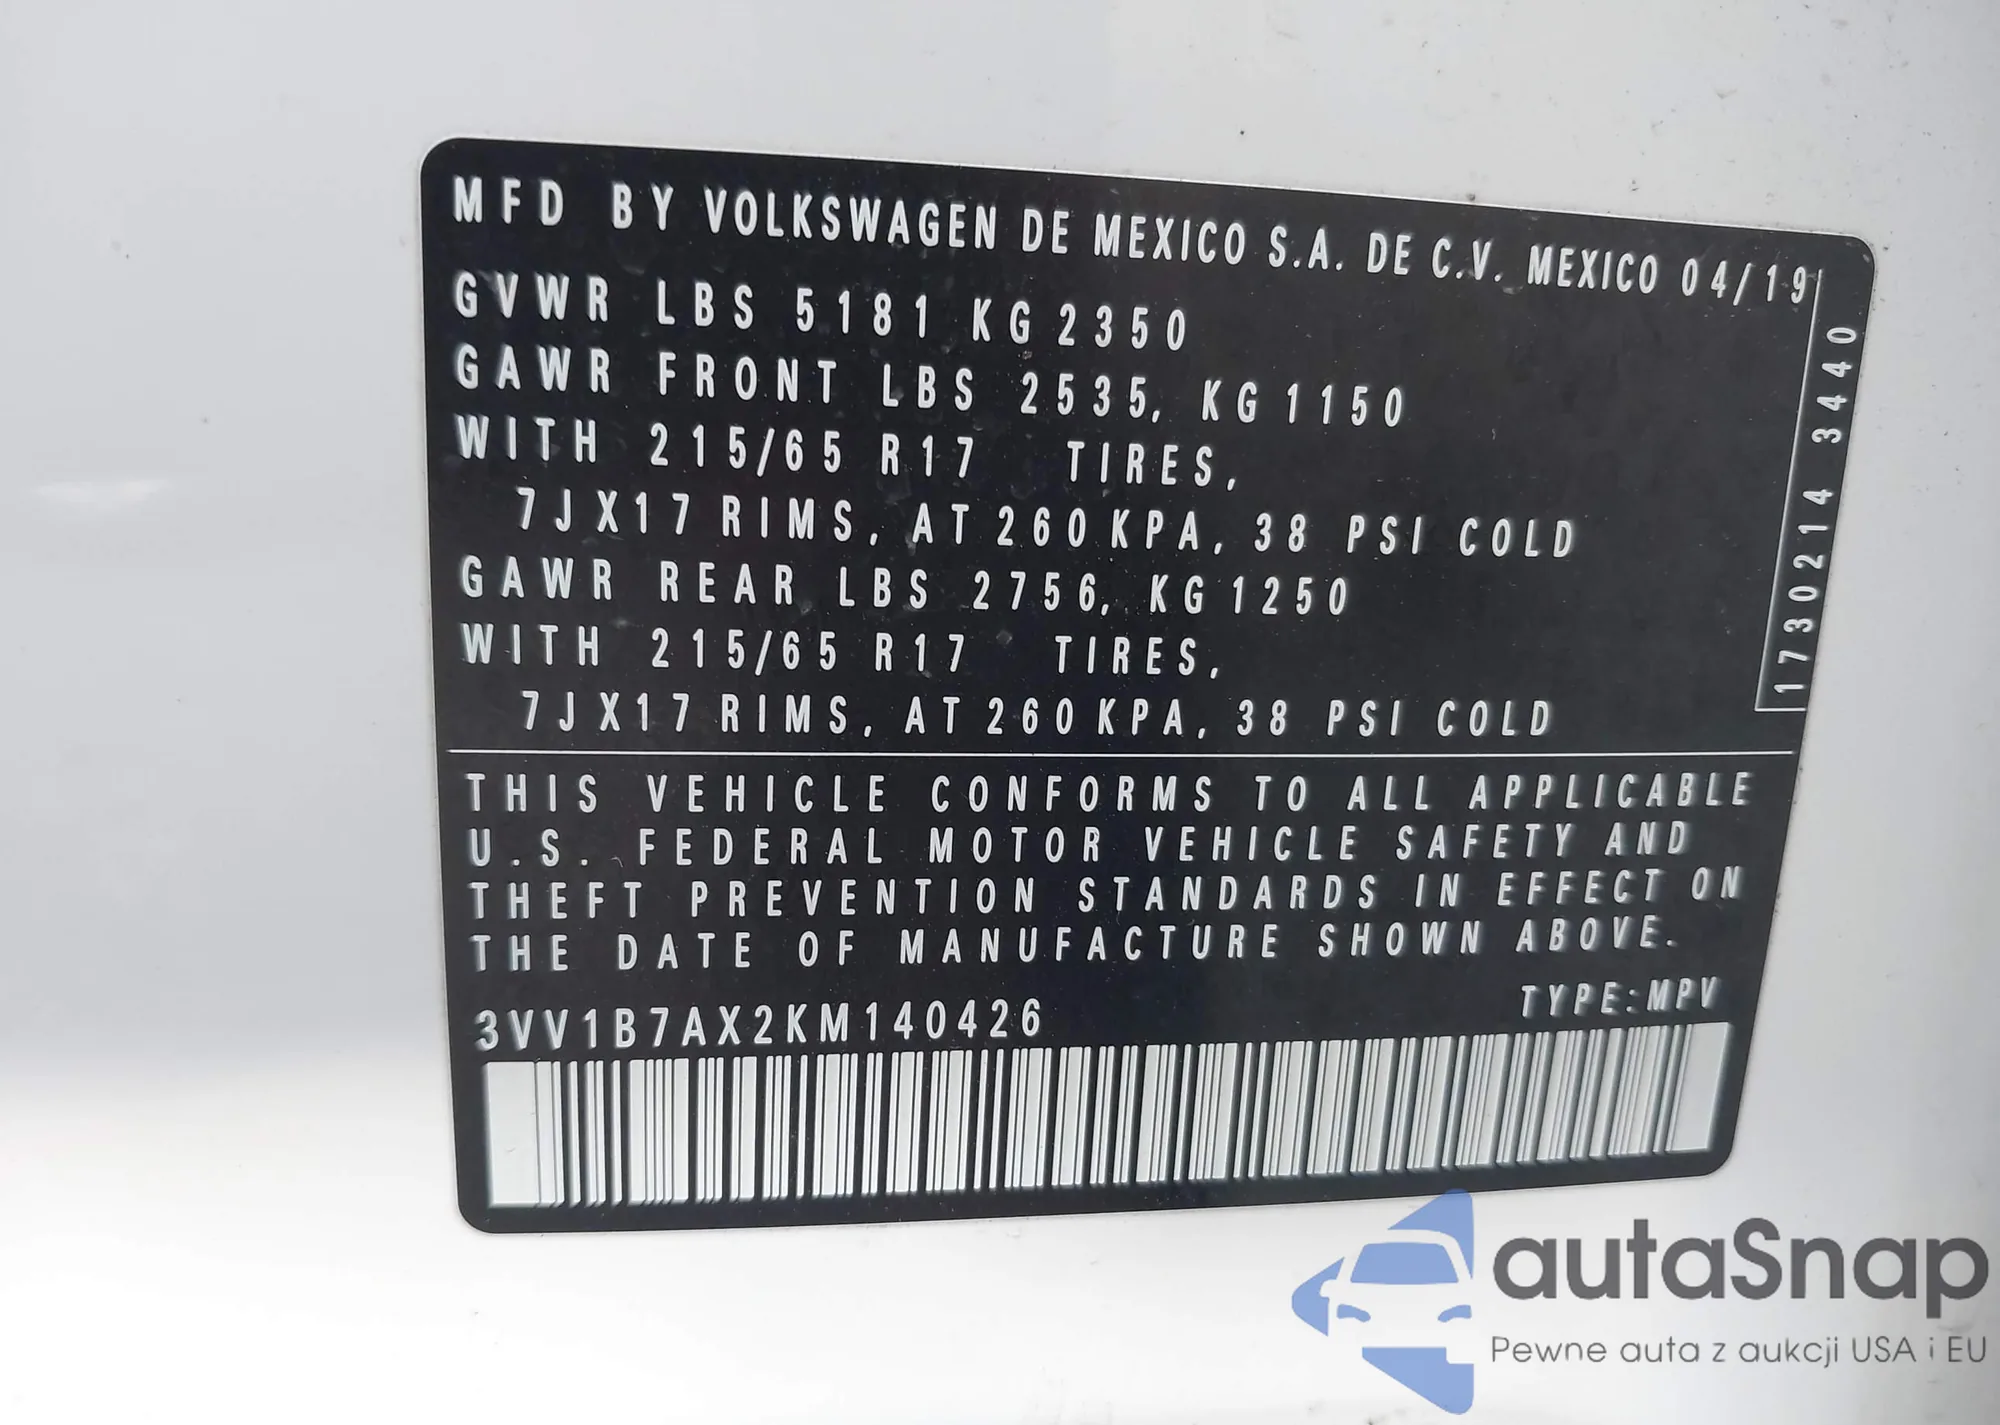 MFD BY VOLKSWAGEN DE MEXICO S.A. DE C.V. MEXICO 04/19
GVWR LBS 5181 KG 2350
GAWR FRONT LBS 2535, KG 1150
WITH 215/65 R17 TIRES,
7JX17 RIMS, AT 260 KPA, 38 PSI COLD
GAWR REAR LBS 2756, KG 1250
WITH 215/65 R17 TIRES,
7JX17 RIMS, AT 260 KPA, 38 PSI COLD
1730214 3440
THIS VEHICLE CONFORMS TO ALL APPLICABLE
U.S. FEDERAL MOTOR VEHICLE SAFETY AND
THEFT PREVENTION STANDARDS IN EFFECT ON
THE DATE OF MANUFACTURE SHOWN ABOVE.
3VV1B7AX2KM140426
TYPE: MPV
autaSnap
Pewne auta z aukcji USA i EU